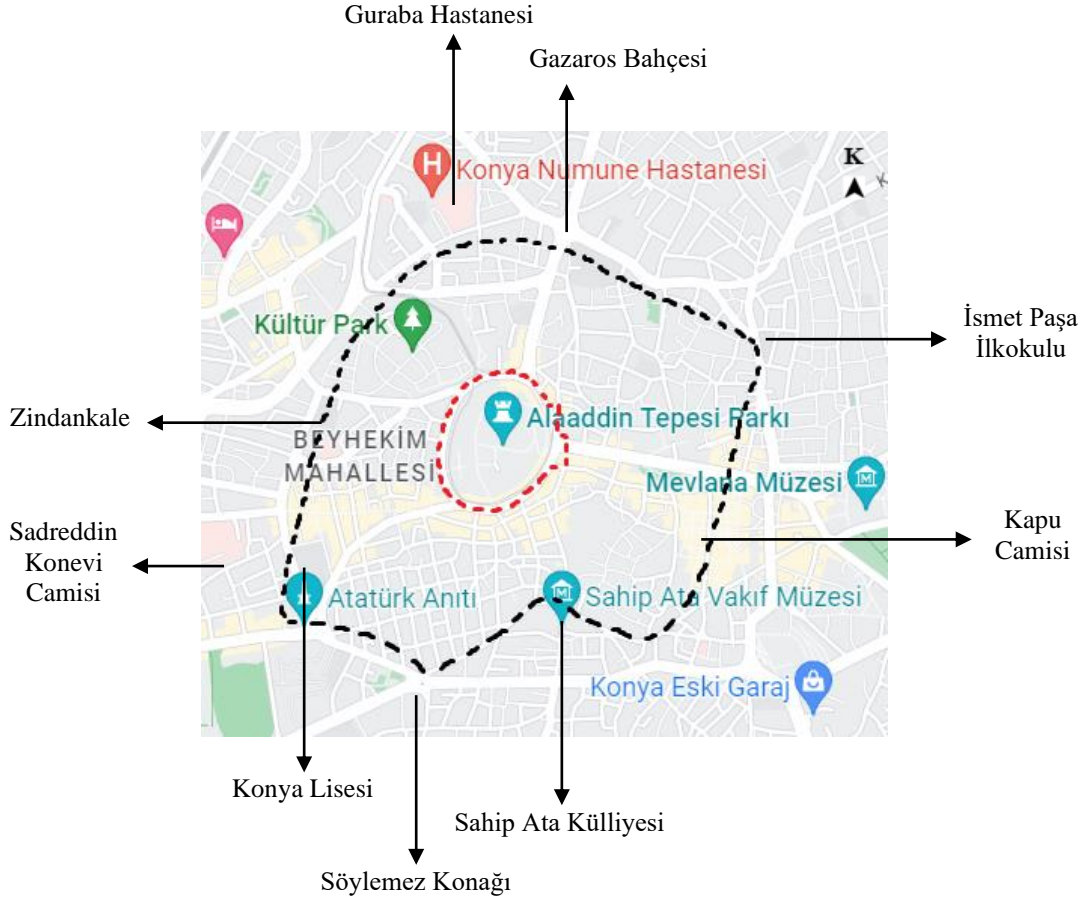 Guraba Hastanesi
Gazaros Bahçesi
K
K
Konya Numune Hastanesi
H
İsmet Paşa
İlkokulu
Kültür Park
Zindankale
Alaaddin Tepesi Parkı
BEYHEKİM
MAHALLESİ
Mevlana Müzesi
M
Kapu
Camisi
Sadreddin
Konevi
Camisi
Atatürk Anıtı
M
Sahip Ata Vakıf Müzesi
Konya Eski Garaj
Konya Lisesi
Sahip Ata Külliyesi
Söylemez Konağı